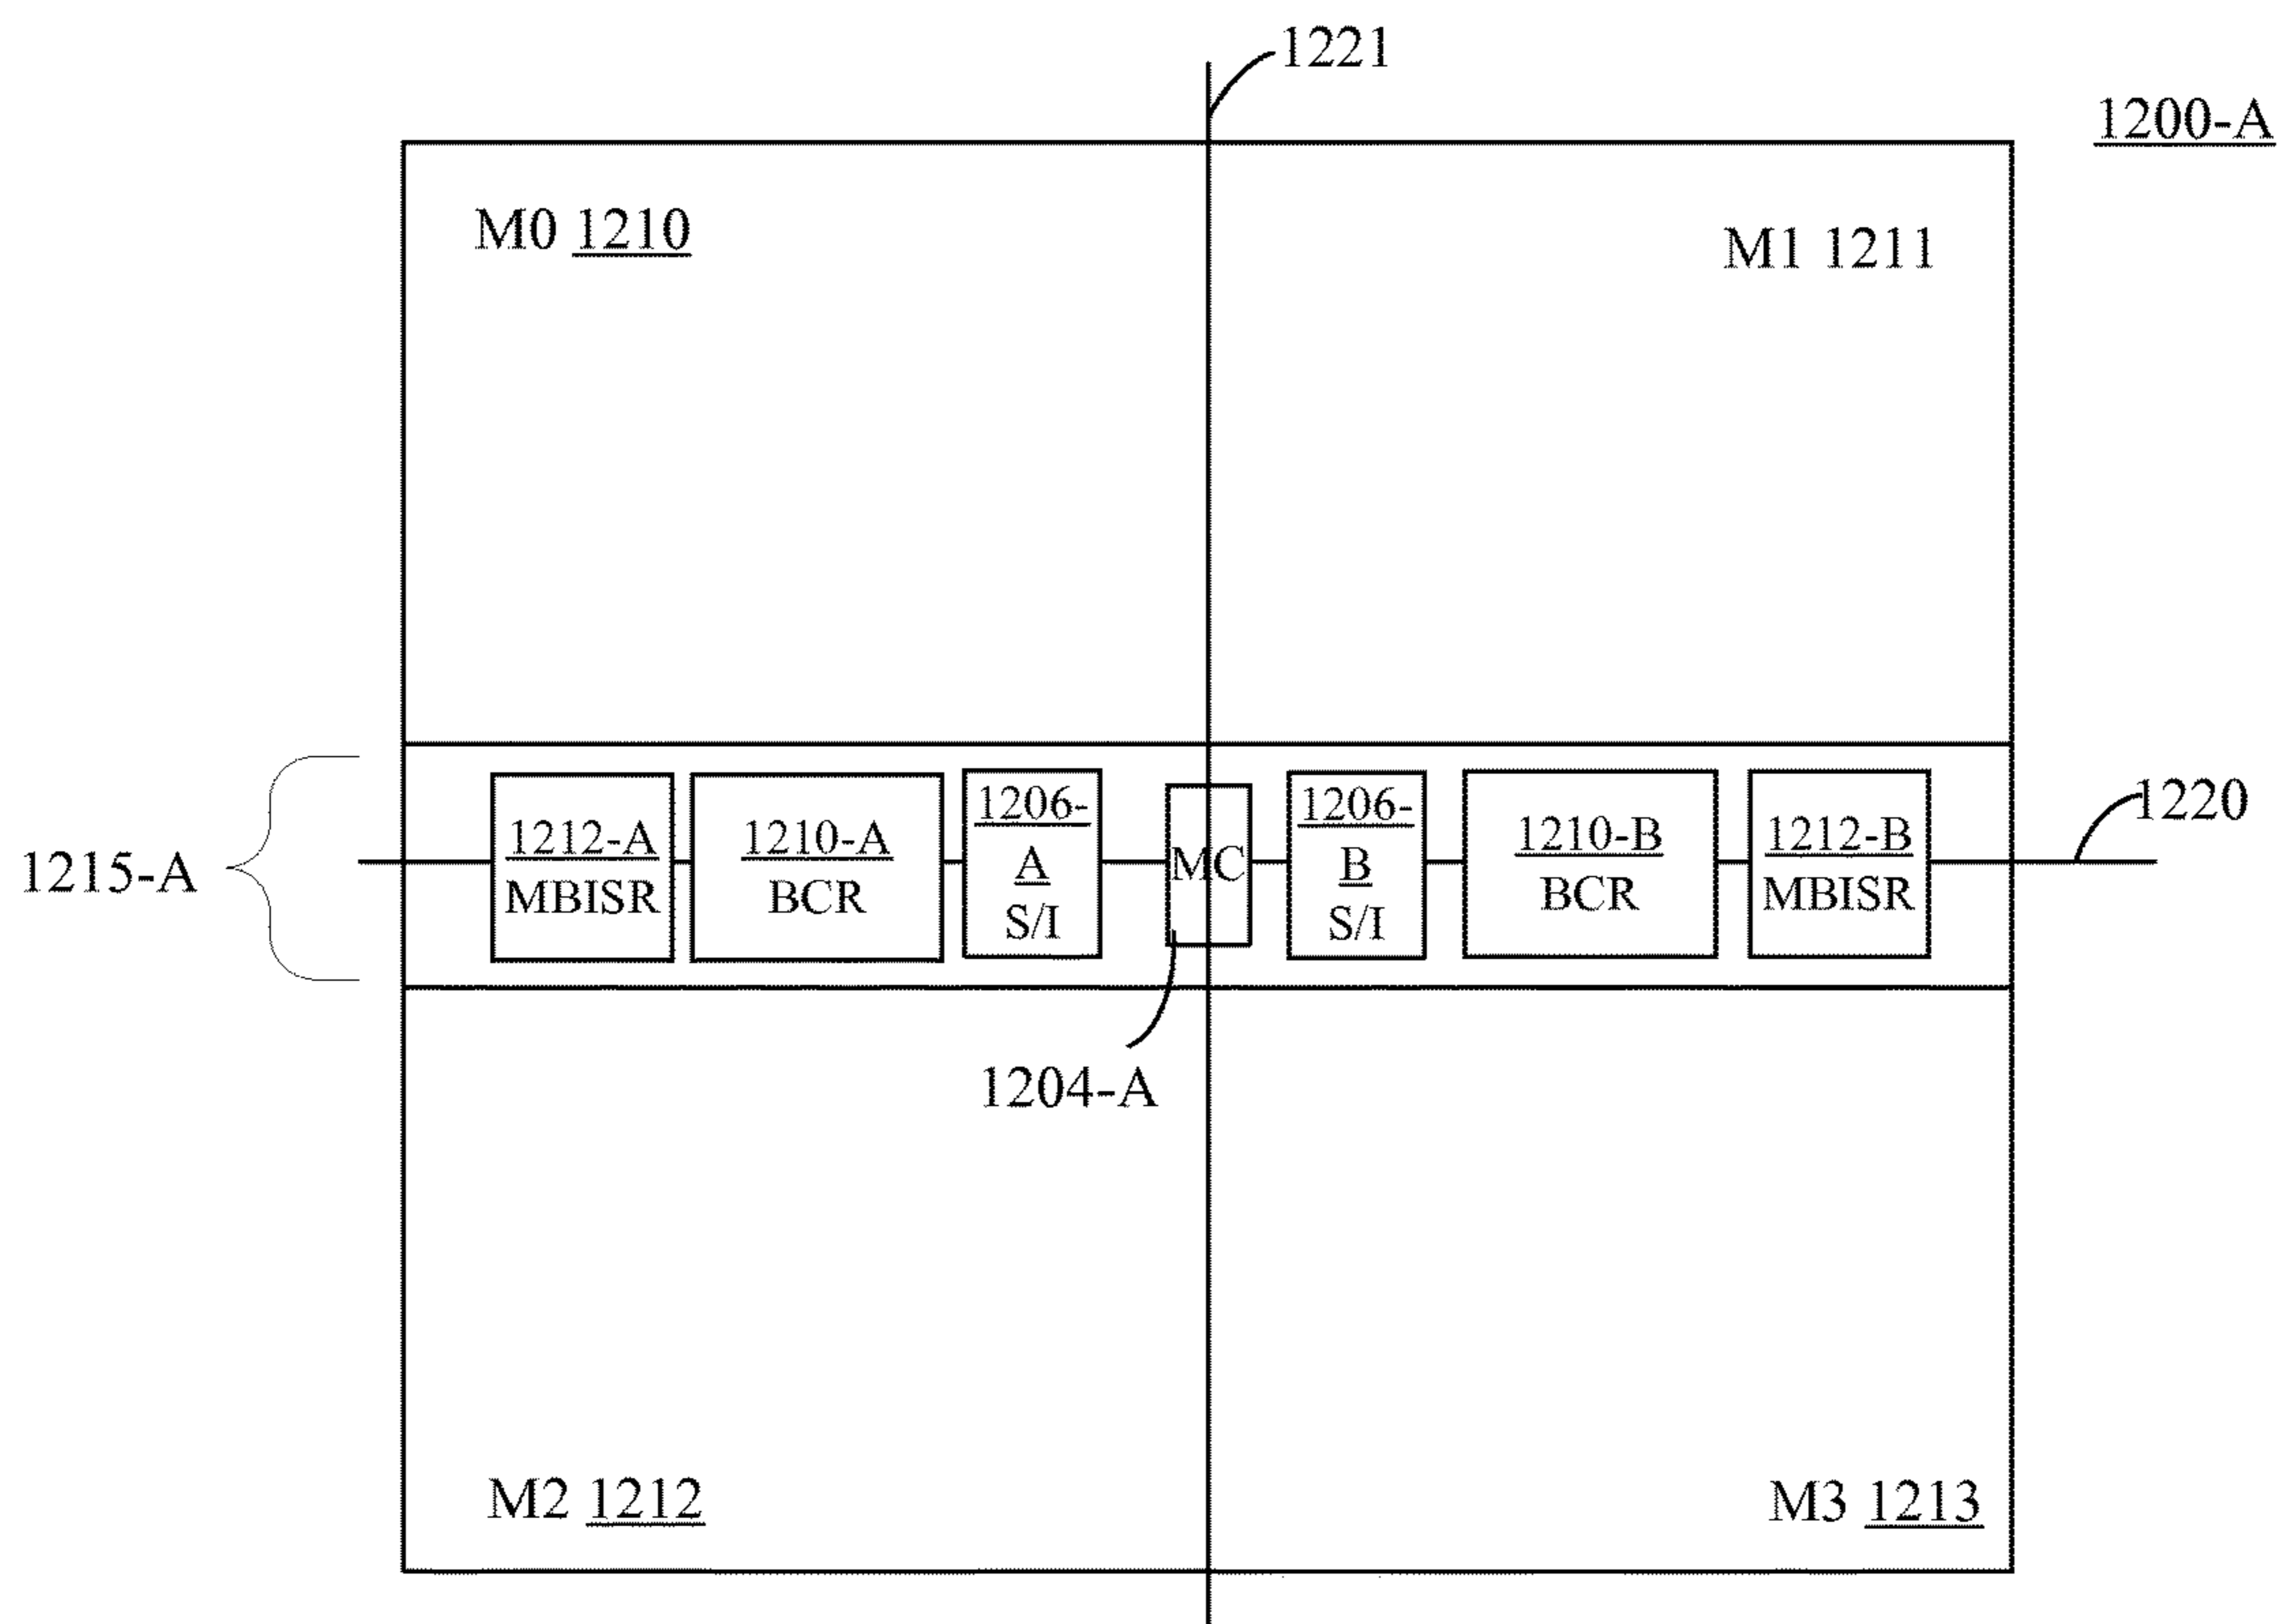 1221
1200-A
M0 1210
M1 1211
1215-A
1212-A
MBISR
1210-A
BCR
1206-
A
S/I
MC
1206-
B
S/I
1210-B
BCR
1212-B
MBISR
1220
1204-A
M2 1212
M3 1213